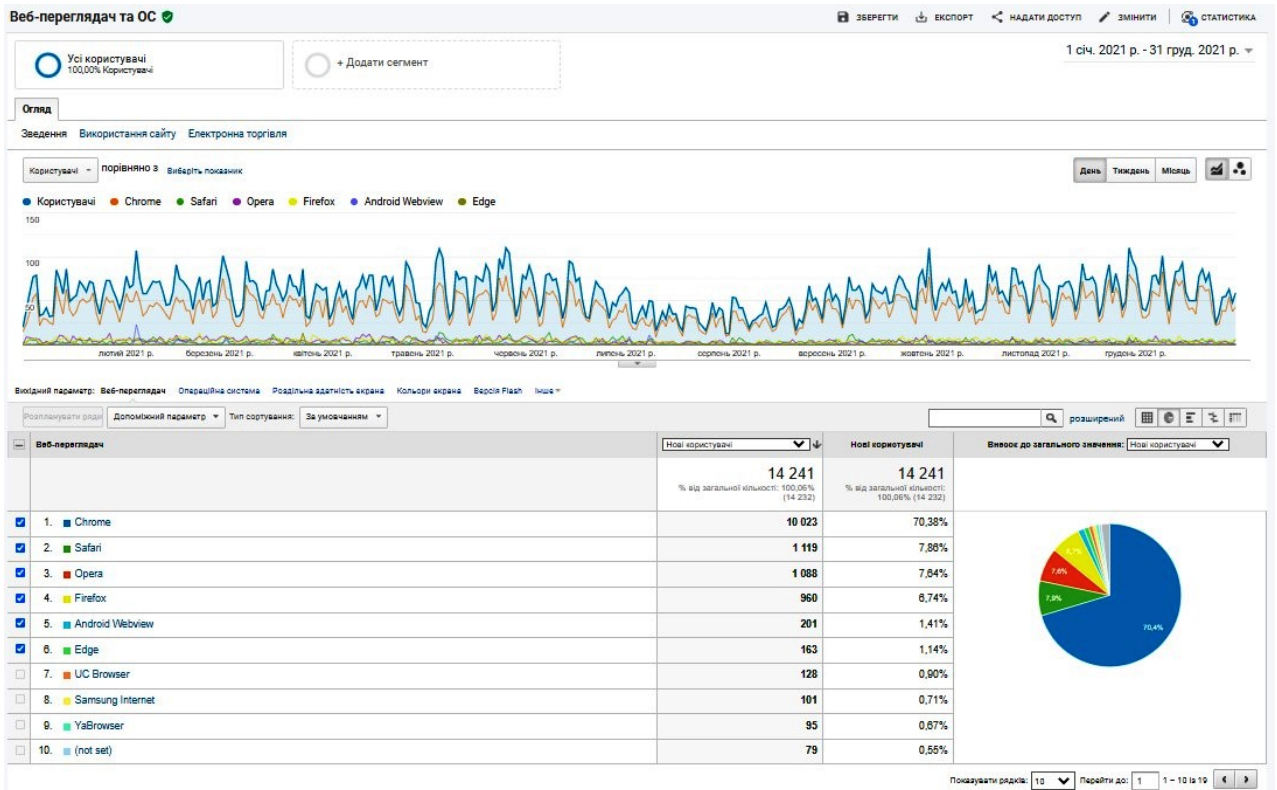 Веб-переглядач та ОС
ЗБЕРЕГТИ ЕКСПОРТ НАДАТИ ДОСТУП ЗМІНИТИ СТАТИСТИКА
Усі користувачі
100,00% Користувачі
+ Додати сегмент
1 січ. 2021 р. - 31 груд. 2021 р.
Огляд
Зведення Використання сайту Електронна торгівля
Користувачі порівняно з Виберіть показник
День Тиждень Місяць
Користувачі Chrome Safari Opera Firefox Android Webview Edge
150
100
50
лютий 2021 р. березень 2021 р. квітень 2021 р. травень 2021 р. червень 2021 р. липень 2021 р. серпень 2021 р. вересень 2021 р. жовтень 2021 р. листопад 2021 р. грудень 2021 р.
Вихідний параметр: Веб-переглядач Операційна система Роздільна здатність екрана Кольори екрана Версія Flash Інше
Розпланувати ряди Допоміжний параметр Тип сортування: За умовчанням розширений
Веб-переглядач Нові користувачі Нові користувачі Внесок до загального значення: Нові користувачі
14 241 14 241
% від загальної кількості: 100,06% (14 232) % від загальної кількості: 100,06% (14 232)
1. Chrome 10 023 70,38%
2. Safari 1 119 7,86%
3. Opera 1 088 7,64%
4. Firefox 960 6,74%
5. Android Webview 201 1,41%
6. Edge 163 1,14%
7. UC Browser 128 0,90%
8. Samsung Internet 101 0,71%
9. YaBrowser 95 0,67%
10. (not set) 79 0,55%
6,7%
7,6%
7,9%
70,4%
Показувати рядків: 10 Перейти до: 1 1 – 10 із 19